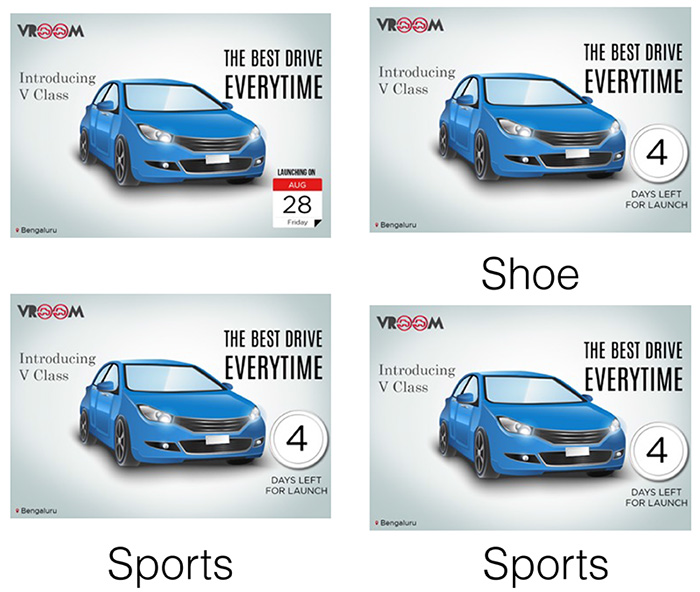 VROOM
Introducing
V Class
THE BEST DRIVE
EVERYTIME
LAUNCHING ON
AUG
28
Friday
Bengaluru
VROOM
Introducing
V Class
THE BEST DRIVE
EVERYTIME
4
DAYS LEFT
FOR LAUNCH
Bengaluru
Shoe
VROOM
Introducing
V Class
THE BEST DRIVE
EVERYTIME
4
DAYS LEFT
FOR LAUNCH
Bengaluru
Sports
VROOM
Introducing
V Class
THE BEST DRIVE
EVERYTIME
4
DAYS LEFT
FOR LAUNCH
Bengaluru
Sports